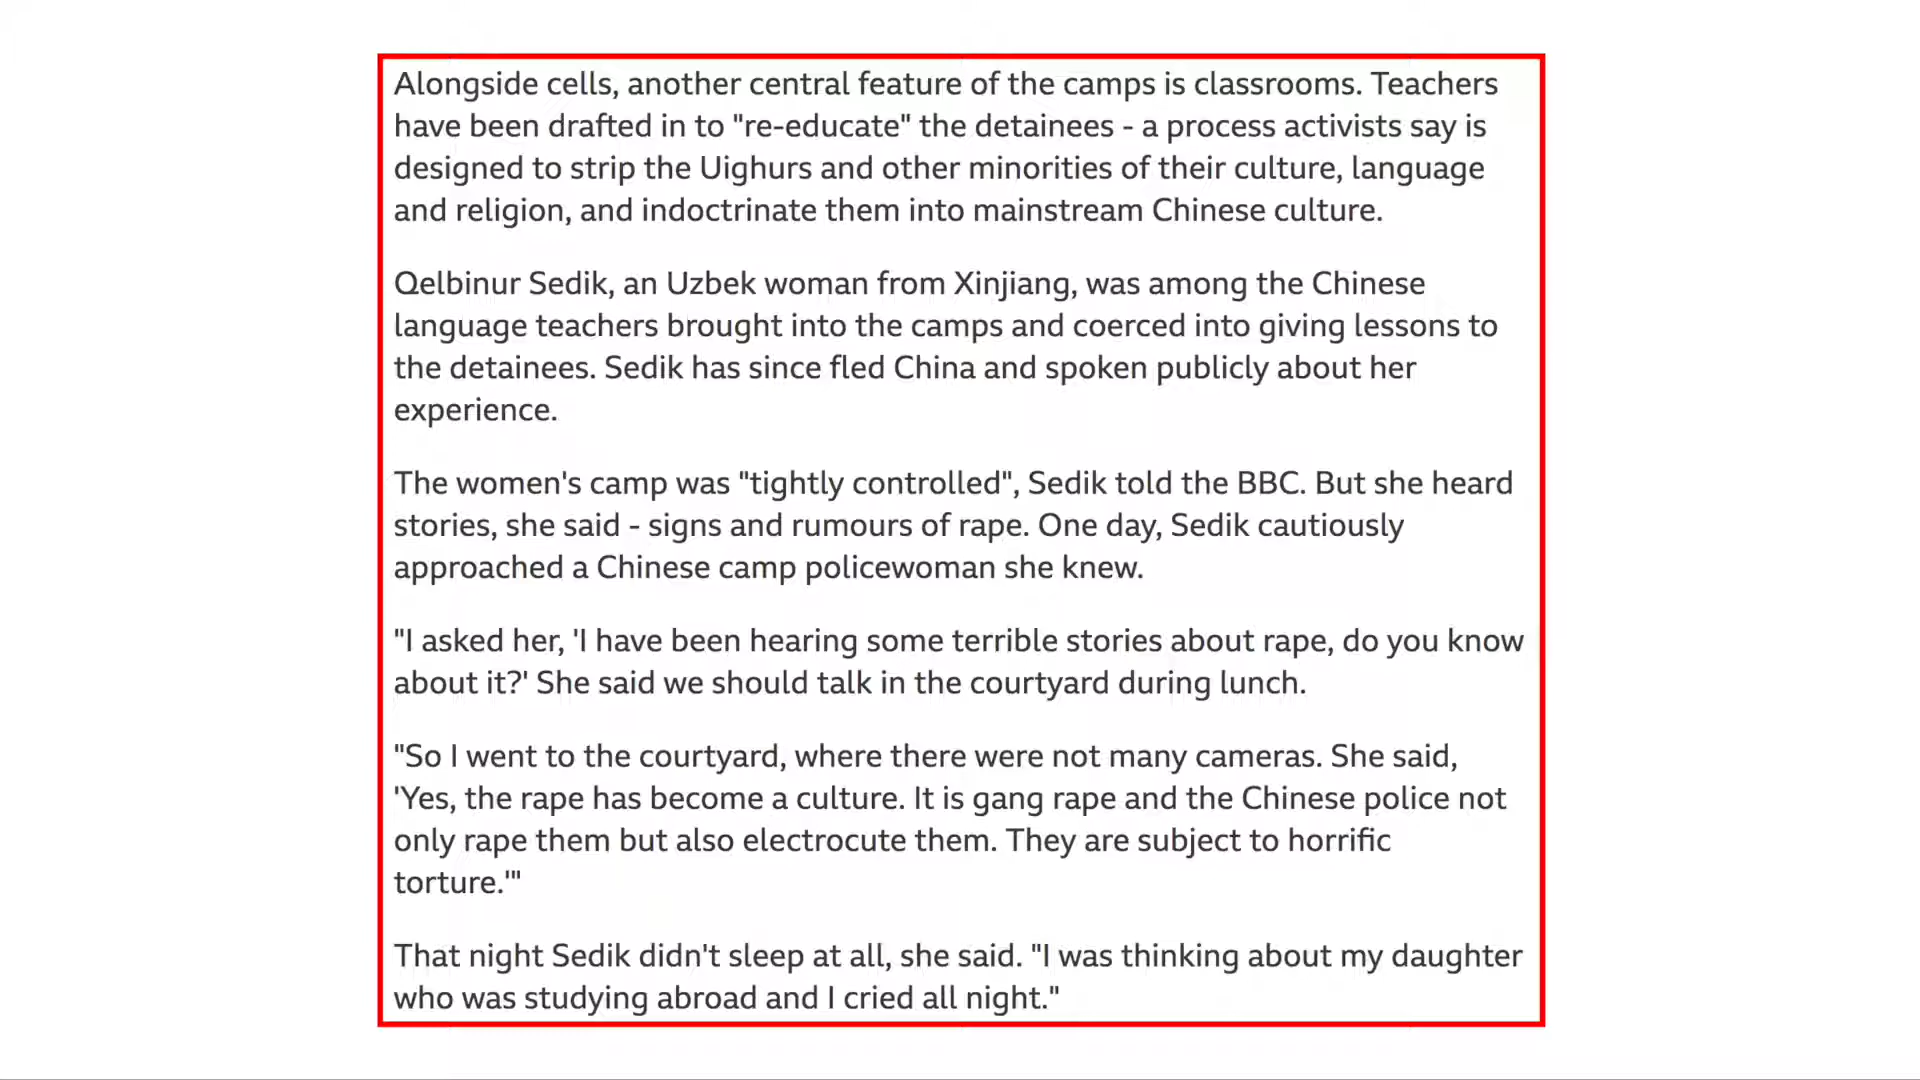 Alongside cells, another central feature of the camps is classrooms. Teachers
have been drafted in to "re-educate" the detainees - a process activists say is
designed to strip the Uighurs and other minorities of their culture, language
and religion, and indoctrinate them into mainstream Chinese culture.
Qelbinur Sedik, an Uzbek woman from Xinjiang, was among the Chinese
language teachers brought into the camps and coerced into giving lessons to
the detainees. Sedik has since fled China and spoken publicly about her
experience.
The women's camp was "tightly controlled", Sedik told the BBC. But she heard
stories, she said - signs and rumours of rape. One day, Sedik cautiously
approached a Chinese camp policewoman she knew.
"I asked her, 'I have been hearing some terrible stories about rape, do you know
about it?' She said we should talk in the courtyard during lunch.
"So I went to the courtyard, where there were not many cameras. She said,
'Yes, the rape has become a culture. It is gang rape and the Chinese police not
only rape them but also electrocute them. They are subject to horrific
torture.'"
That night Sedik didn't sleep at all, she said. "I was thinking about my daughter
who was studying abroad and I cried all night."